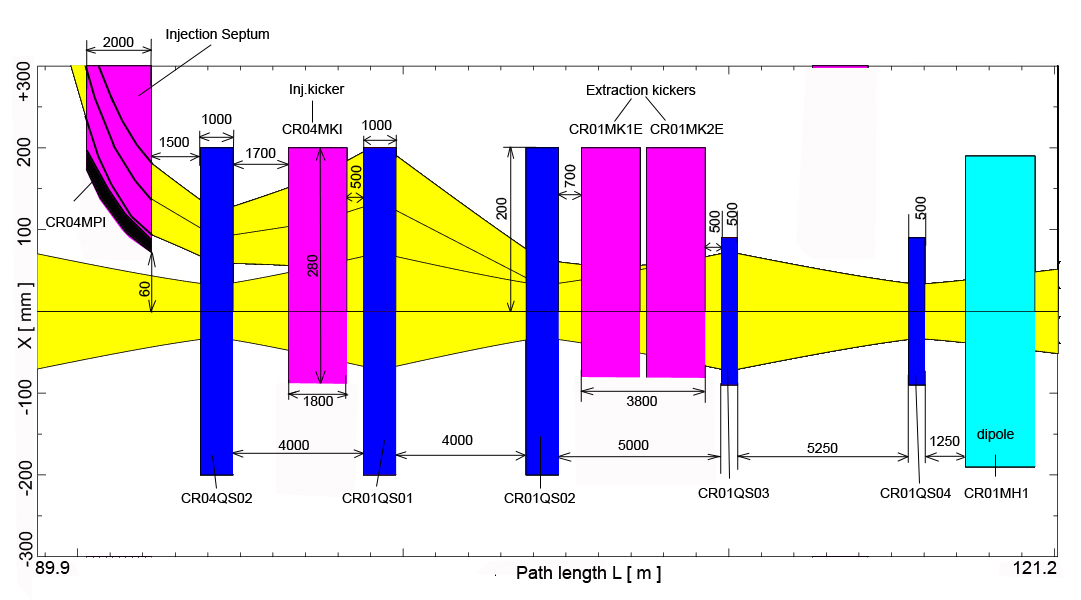 Injection Septum
2000
+300
Inj.kicker
Extraction kickers
1000
CR04MKI
1000
CR01MK1E
CR01MK2E
1500
1700
200
500
700
200
500
500
500
CR04MPI
100
60
280
0
X [ mm ]
-100
1800
3800
4000
4000
5000
5250
1250
dipole
-200
CR04QS02
CR01QS01
CR01QS02
CR01QS03
CR01QS04
CR01MH1
-300
89.9
Path length L [ m ]
121.2